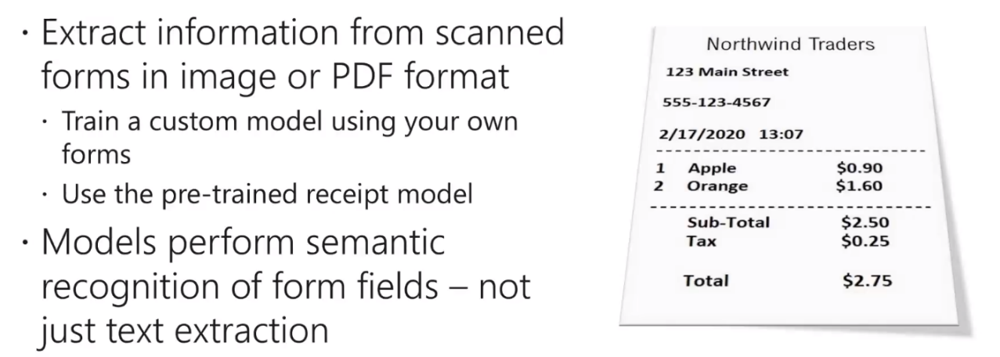 · Extract information from scanned
forms in image or PDF format
· Train a custom model using your own
forms
· Use the pre-trained receipt model
· Models perform semantic
recognition of form fields – not
just text extraction
Northwind Traders
123 Main Street
555-123-4567
2/17/2020 13:07
1 Apple $0.90
2 Orange $1.60
Sub-Total $2.50
Tax $0.25
Total $2.75